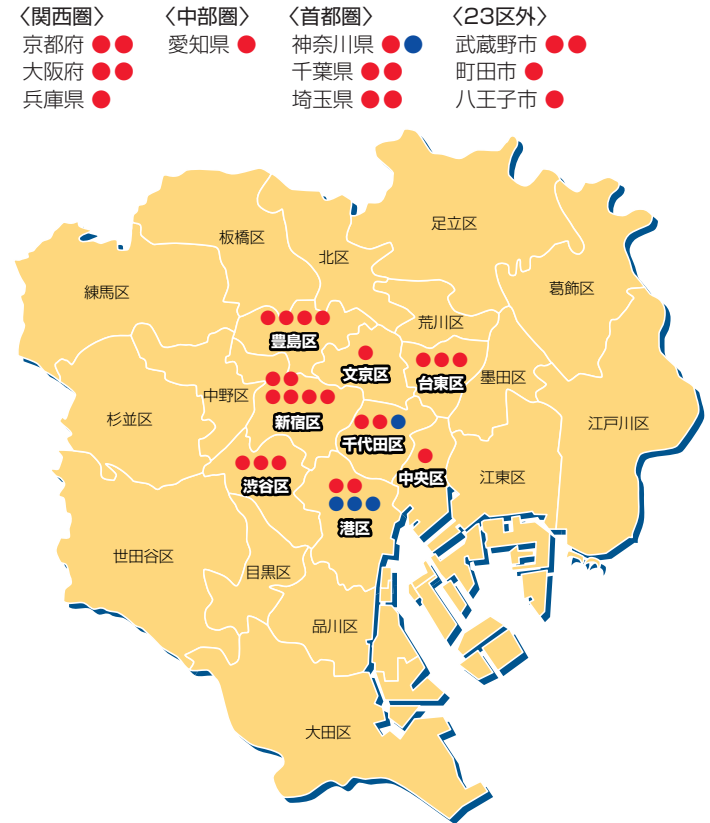 〈関西圏〉 〈中部圏〉 〈首都圏〉 〈23区外〉
京都府 愛知県 神奈川県 武蔵野市
大阪府 千葉県 町田市
兵庫県 埼玉県 八王子市
足立区
板橋区
北区
葛飾区
練馬区
荒川区
豊島区
文京区
台東区
墨田区
中野区
杉並区
新宿区
江戸川区
千代田区
中央区
江東区
渋谷区
港区
世田谷区
目黒区
品川区
大田区